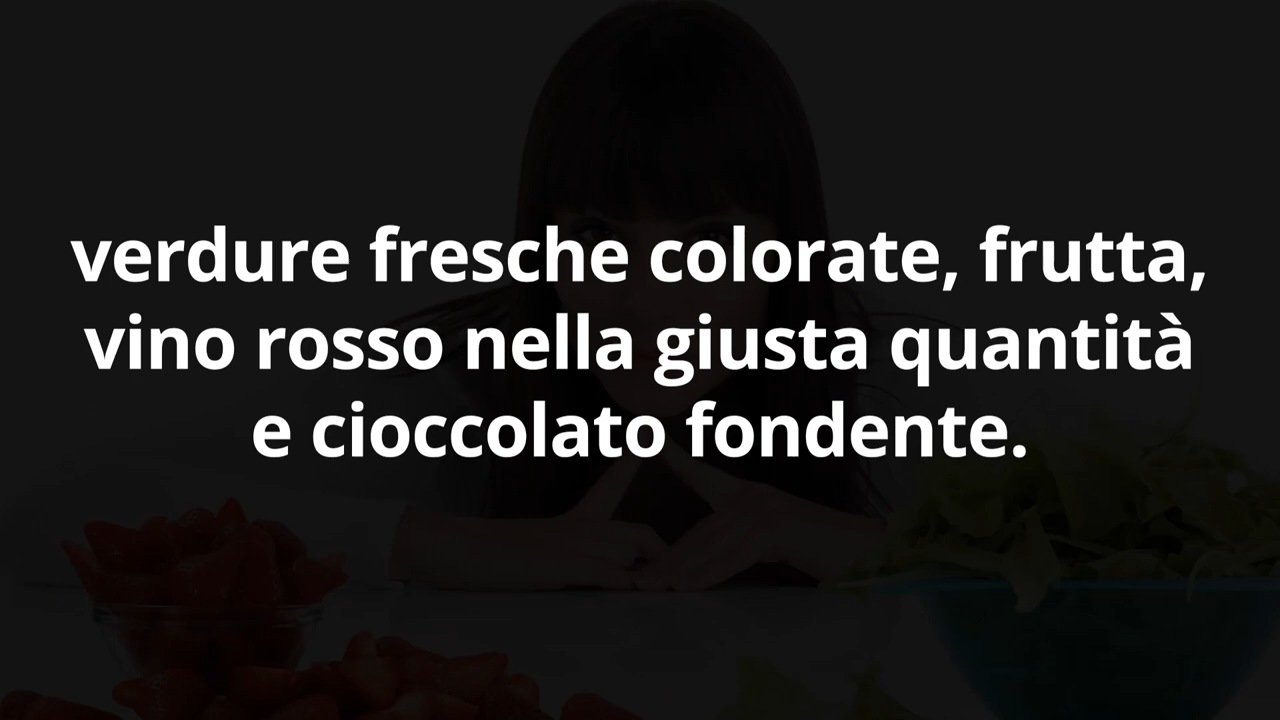 verdure fresche colorate, frutta,
vino rosso nella giusta quantità
e cioccolato fondente.